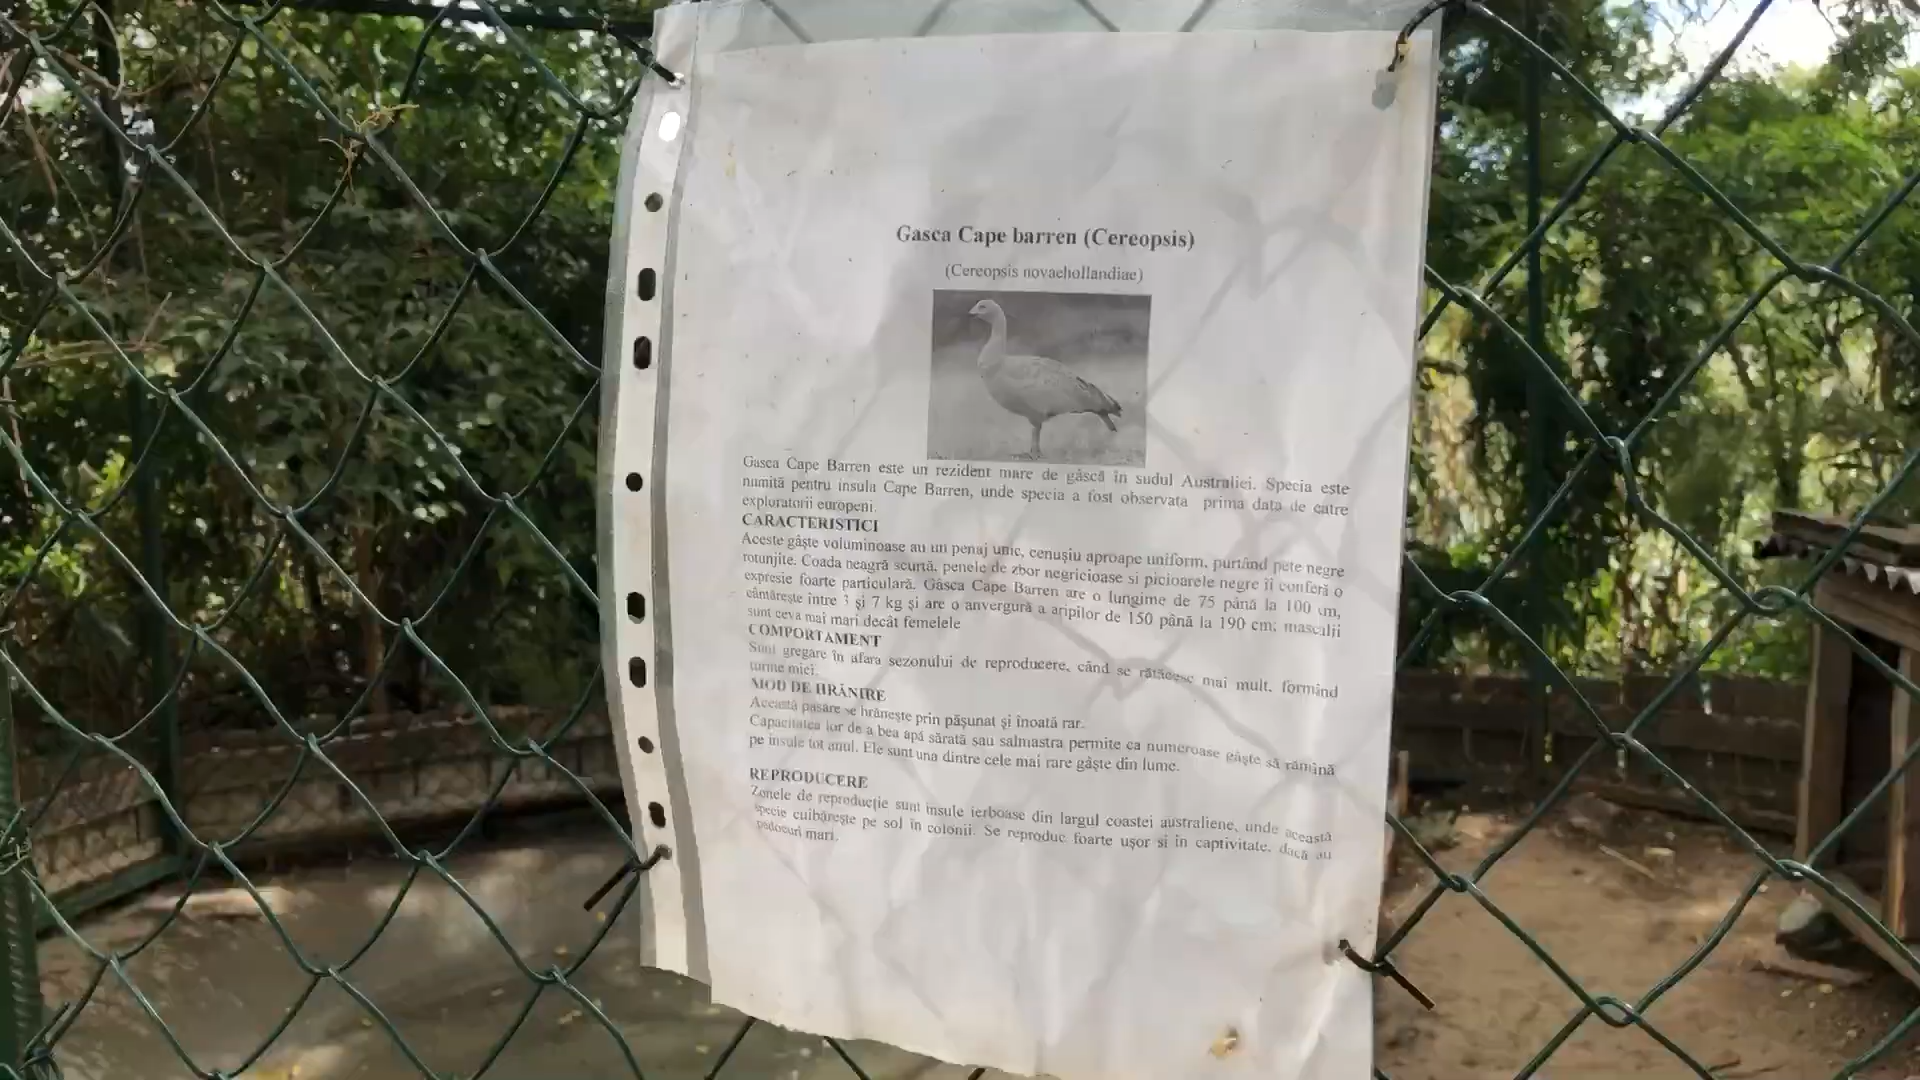 Gasca Cape barren (Cereopsis)
(Cereopsis novaehollandiae)
Gasca Cape Barren este un rezident mare de gâscă în sudul Australiei. Specia este
numită pentru insula Cape Barren, unde specia a fost observata prima data de catre
exploratorii europeni.
CARACTERISTICI
Aceste gâște voluminoase au un penaj unic, cenușiu aproape uniform, purtând pete negre
rotunjite. Coada neagră scurtă, penele de zbor negricioase si picioarele negre îi conferă o
expresie foarte particulară. Gâsca Cape Barren are o lungime de 75 până la 100 cm,
cântărește între 3 și 7 kg și are o anvergură a aripilor de 150 până la 190 cm; masculii
sunt ceva mai mari decât femelele
COMPORTAMENT
Sunt gregare în afara sezonului de reproducere, când se rătăcesc mai mult, formând
turme mici.
MOD DE HRĂNIRE
Această pasăre se hrănește prin pășunat și înoată rar.
Capacitatea lor de a bea apă sărată sau salmastra permite ca numeroase gâște să rămînă
pe insule tot anul. Ele sunt una dintre cele mai rare gâște din lume.
REPRODUCERE
Zonele de reproducție sunt insule ierboase din largul coastei australiene, unde această
specie cuibărește pe sol în colonii. Se reproduc foarte ușor si în captivitate, dacă au
padocuri mari.